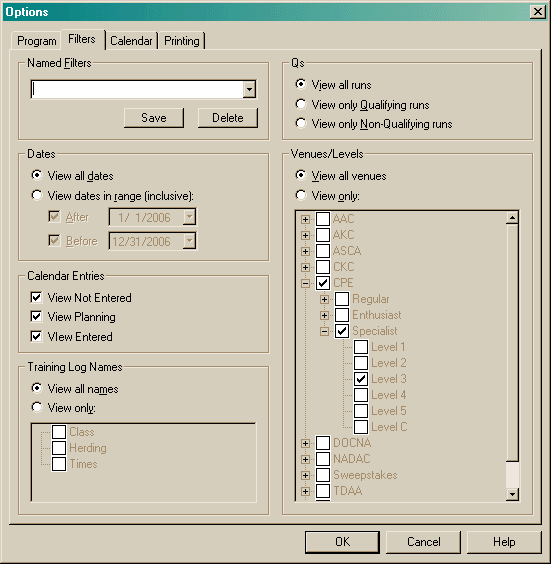 Options
Program Filters Calendar Printing
Named Filters
Save Delete
Dates
View all dates
View dates in range (inclusive):
After 1/ 1/2006
Before 12/31/2006
Calendar Entries
View Not Entered
View Planning
VIew Entered
Training Log Names
View all names
View only:
Class
Herding
Times
Qs
View all runs
View only Qualifying runs
View only Non-Qualifying runs
Venues/Levels
View all venues
View only:
AAC
AKC
ASCA
CKC
CPE
Regular
Enthusiast
Specialist
Level 1
Level 2
Level 3
Level 4
Level 5
Level C
DOCNA
NADAC
Sweepstakes
TDAA
OK Cancel Help